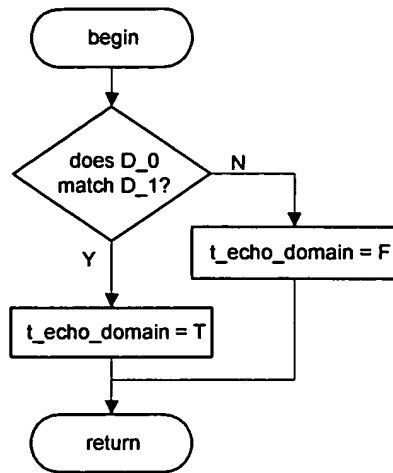 begin
does D_0
match D_1?
N
Y
t_echo_domain = F
t_echo_domain = T
return